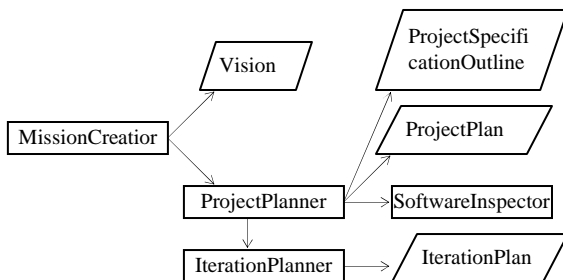 ProjectSpecifi
cationOutline
Vision
MissionCreatior
ProjectPlan
ProjectPlanner
SoftwareInspector
IterationPlanner
IterationPlan